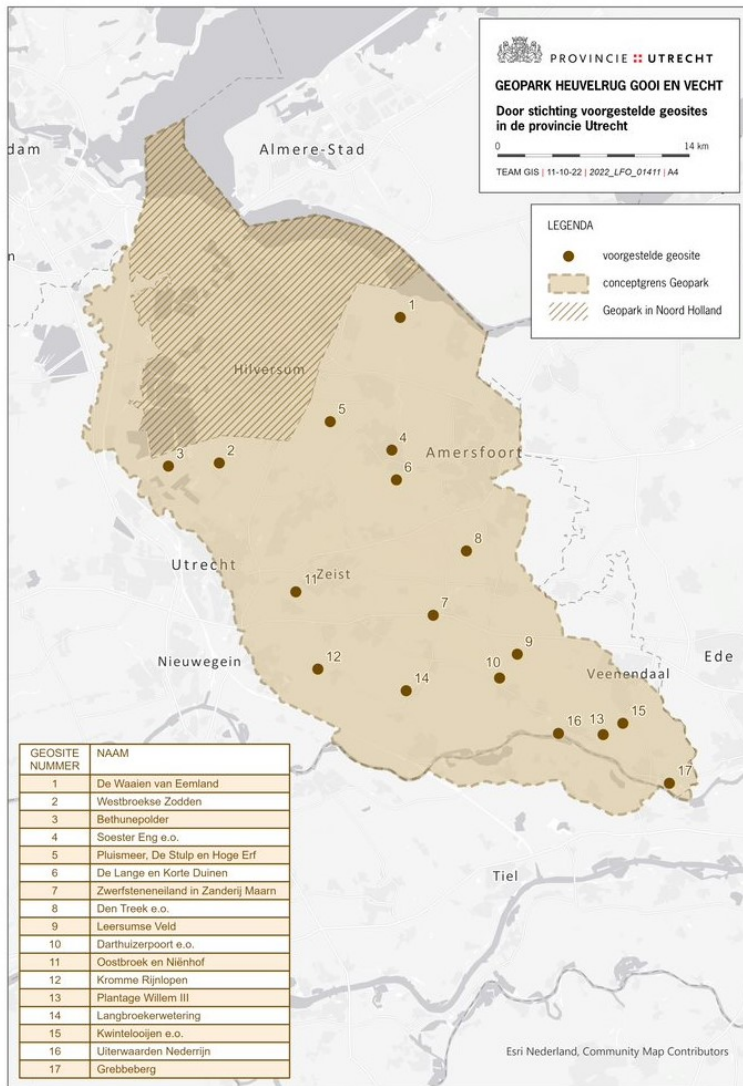 PROVINCIE UTRECHT
GEOPARK HEUVELRUG GOOI EN VECHT
Door stichting voorgestelde geosites
in de provincie Utrecht
0 14 km
TEAM GIS | 11-10-22 | 2022_LFO_01411 | A4
LEGENDA
voorgestelde geosite
conceptgrens Geopark
Geopark in Noord Holland
dam
Almere-Stad
n
1
Hilversum
5
4
Amersfoort
3
2
6
8
Utrecht
11
Zeist
7
Nieuwegein
12
9
Ede
10
Veenendaal
14
16
13
15
17
Tiel
GEOSITE NUMMER NAAM
1 De Waaien van Eemland
2 Westbroekse Zodden
3 Bethunepolder
4 Soester Eng e.o.
5 Pluismeer, De Stulp en Hoge Erf
6 De Lange en Korte Duinen
7 Zwerfsteneneiland in Zanderij Maarn
8 Den Treek e.o.
9 Leersumse Veld
10 Darthuizerpoort e.o.
11 Oostbroek en Niënhof
12 Kromme Rijnlopen
13 Plantage Willem III
14 Langbroekerwetering
15 Kwintelooijen e.o.
16 Uiterwaarden Nederrijn
17 Grebbeberg
Esri Nederland, Community Map Contributors